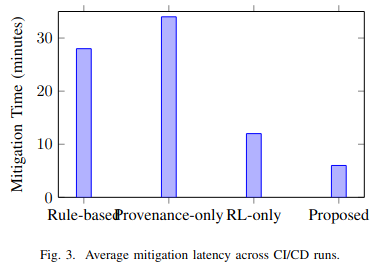 Mitigation Time (minutes)
30
20
10
0
Rule-based Provenance-only RL-only Proposed
Fig. 3. Average mitigation latency across CI/CD runs.